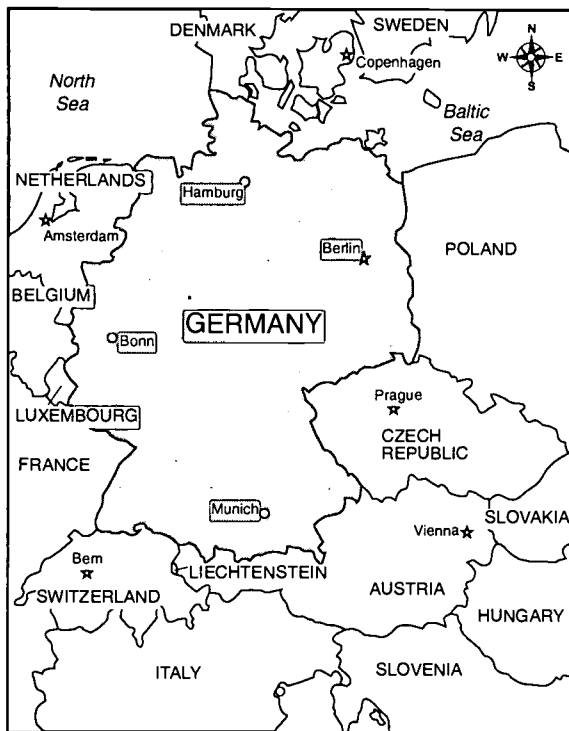 DENMARK
SWEDEN
Copenhagen
N
W
E
S
North
Sea
Baltic
Sea
NETHERLANDS
Hamburg
Amsterdam
Berlin
POLAND
BELGIUM
GERMANY
Bonn
Prague
LUXEMBOURG
CZECH
REPUBLIC
FRANCE
Munich
SLOVAKIA
Vienna
Bern
LIECHTENSTEIN
SWITZERLAND
AUSTRIA
HUNGARY
ITALY
SLOVENIA